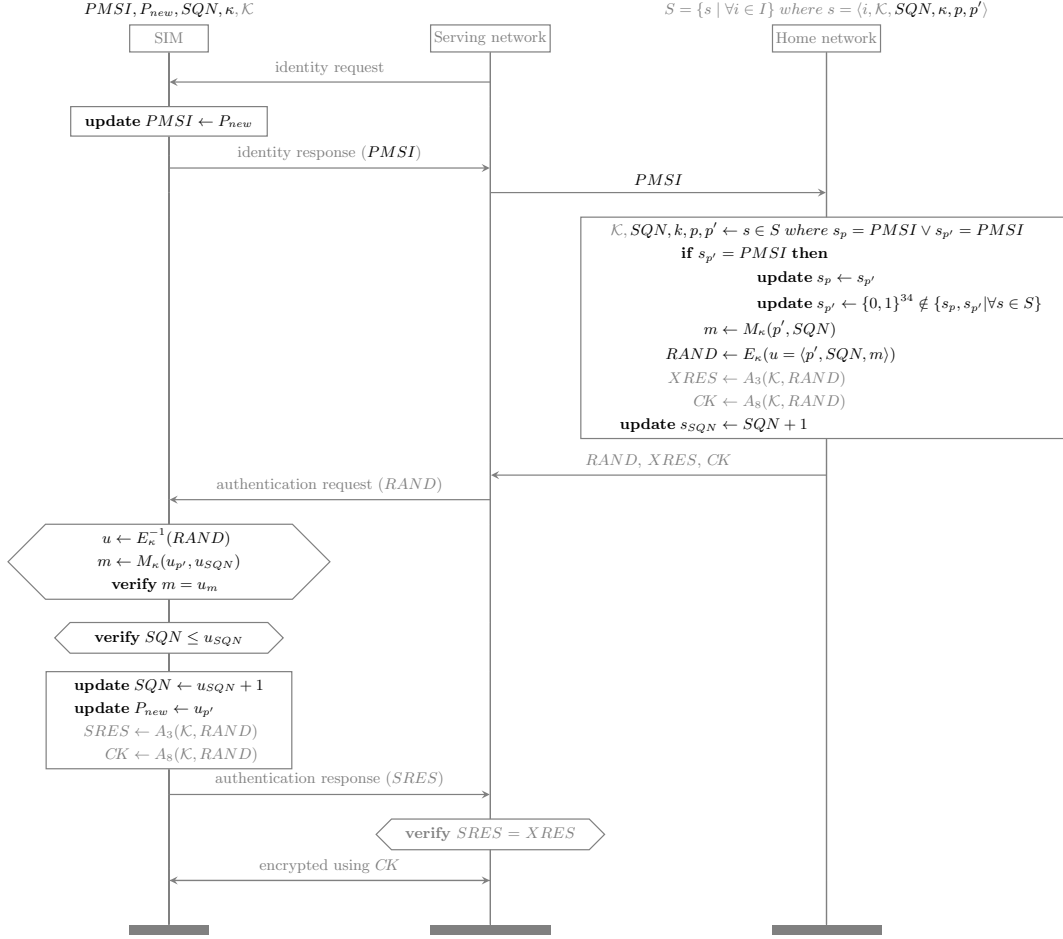 PMSI, P_new, SQN, κ, 𝒦
S = {s | ∀i ∈ I} where s = ⟨i, 𝒦, SQN, κ, p, p′⟩
SIM
Serving network
Home network
identity request
update PMSI ← P_new
identity response (PMSI)
PMSI
𝒦, SQN, k, p, p′ ← s ∈ S where s_p = PMSI ∨ s_p′ = PMSI
if s_p′ = PMSI then
update s_p ← s_p′
update s_p′ ← {0, 1}^34 ∉ {s_p, s_p′|∀s ∈ S}
m ← M_κ(p′, SQN)
RAND ← E_κ(u = ⟨p′, SQN, m⟩)
XRES ← A_3(𝒦, RAND)
CK ← A_8(𝒦, RAND)
update s_SQN ← SQN + 1
RAND, XRES, CK
authentication request (RAND)
u ← E_κ^−1(RAND)
m ← M_κ(u_p′, u_SQN)
verify m = u_m
verify SQN ≤ u_SQN
update SQN ← u_SQN + 1
update P_new ← u_p′
SRES ← A_3(𝒦, RAND)
CK ← A_8(𝒦, RAND)
authentication response (SRES)
verify SRES = XRES
encrypted using CK